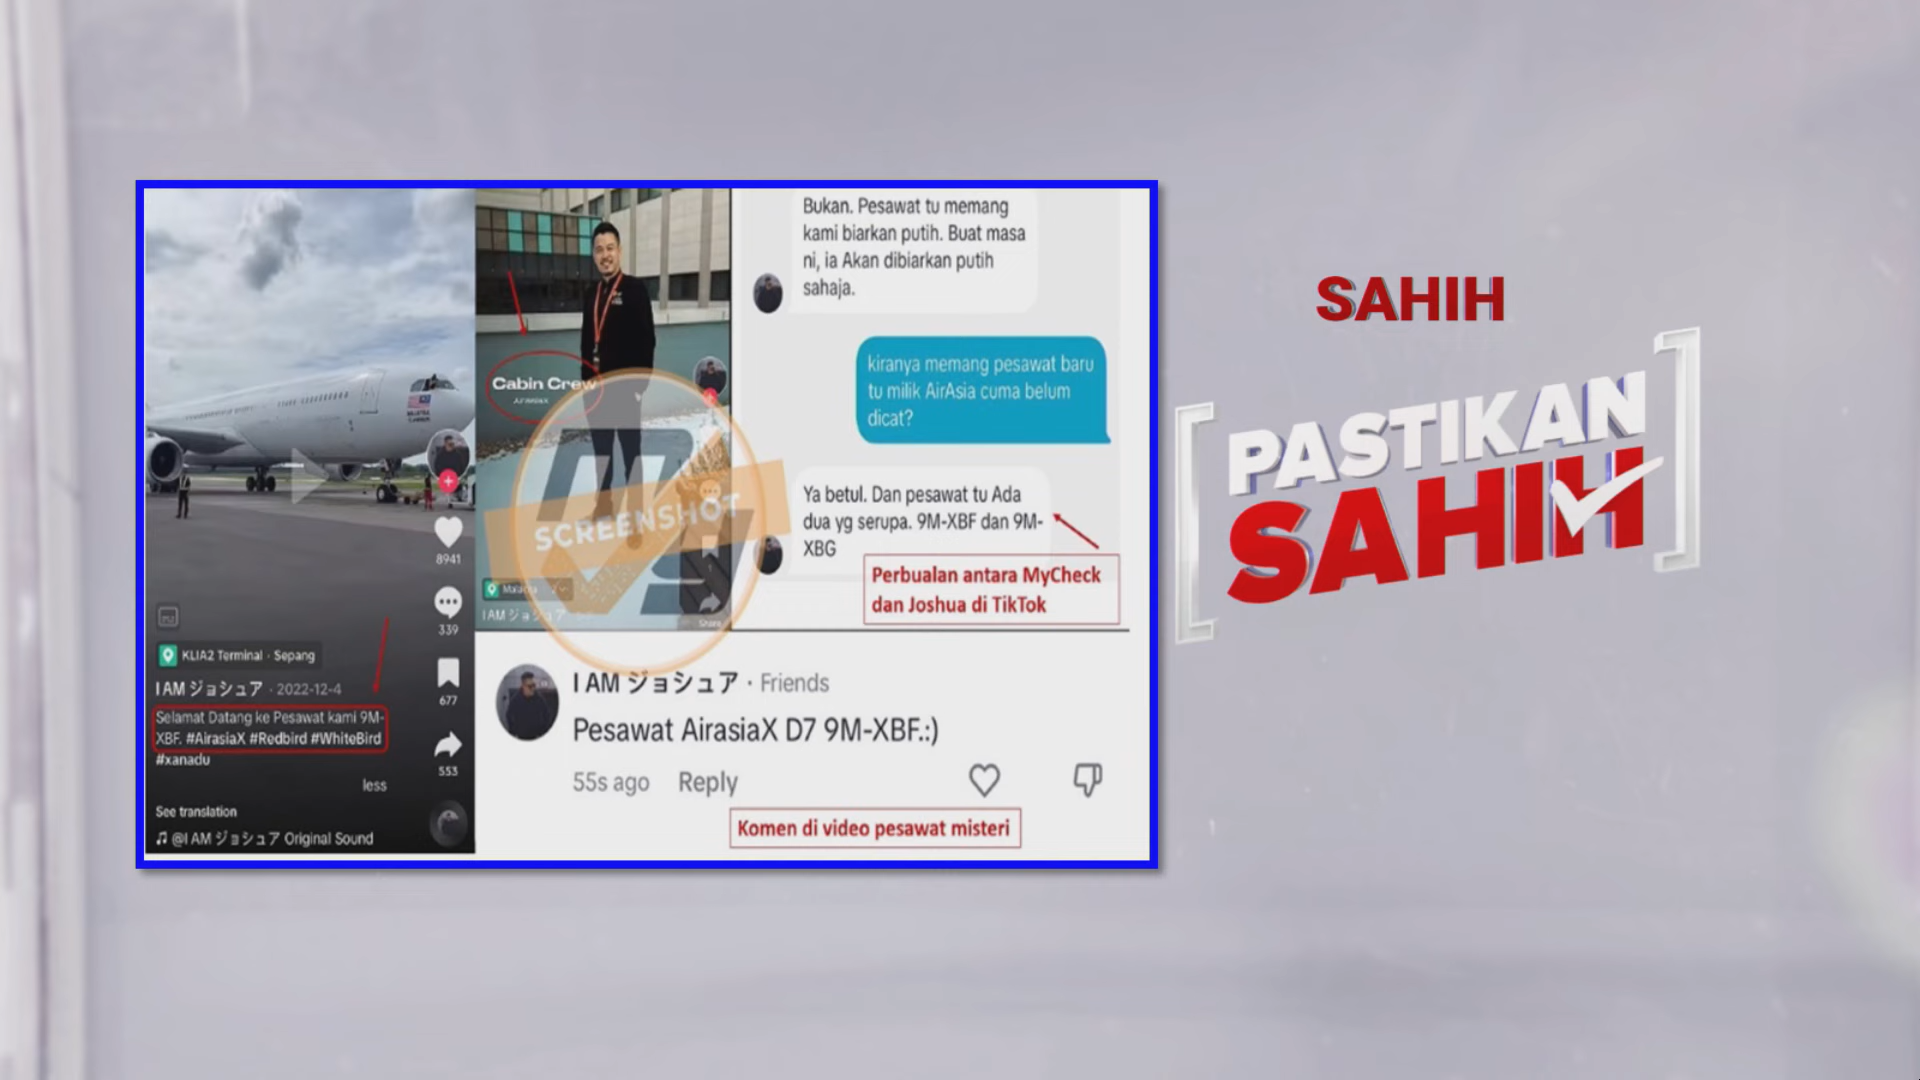 KLIA2 Terminal · Sepang
I AM ジョシュア · 2022-12-4
Selamat Datang ke Pesawat kami 9M-
XBF. #AirasiaX #Redbird #WhiteBird
#xanadu
less
See translation
@I AM ジョシュア Original Sound
8941
339
677
553
Cabin Crew
Airasiax
SCREENSHOT
I AM
Share
Bukan. Pesawat tu memang
kami biarkan putih. Buat masa
ni, ia Akan dibiarkan putih
sahaja.
kiranya memang pesawat baru
tu milik AirAsia cuma belum
dicat?
Ya betul. Dan pesawat tu Ada
dua yg serupa. 9M-XBF dan 9M-
XBG
Perbualan antara MyCheck
dan Joshua di TikTok
I AM ジョシュア · Friends
Pesawat AirasiaX D7 9M-XBF.:)
55s ago Reply
Komen di video pesawat misteri
SAHIH
PASTIKAN
SAHIH